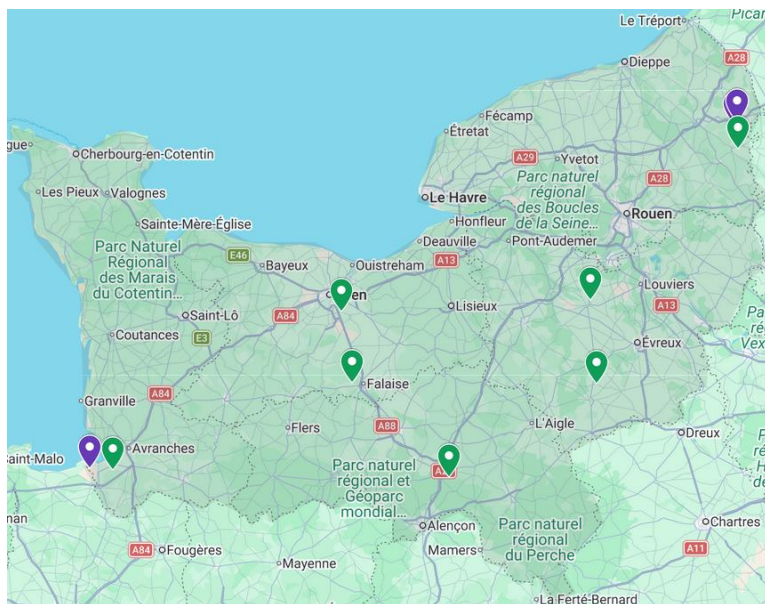 Le Tréport
Dieppe
A28
Fécamp
Étretat
Cherbourg-en-Cotentin
A29
Yvetot
Parc naturel
régional
des Boucles
de la Seine...
A28
Les Pieux
Valognes
Le Havre
Rouen
Sainte-Mère-Église
Honfleur
Deauville
Pont-Audemer
Parc Naturel
Régional
des Marais
du Cotentin...
E46
Bayeux
Ouistreham
A13
Louviers
Saint-Lô
A84
Lisieux
A13
E3
Coutances
Évreux
A84
Falaise
Granville
Flers
A88
L'Aigle
Dreux
Saint-Malo
Avranches
Parc naturel
régional et
Géoparc
mondial...
Alençon
Parc naturel
régional
du Perche
Chartres
A84
Fougères
Mamers
A11
Mayenne
La Ferté-Bernard